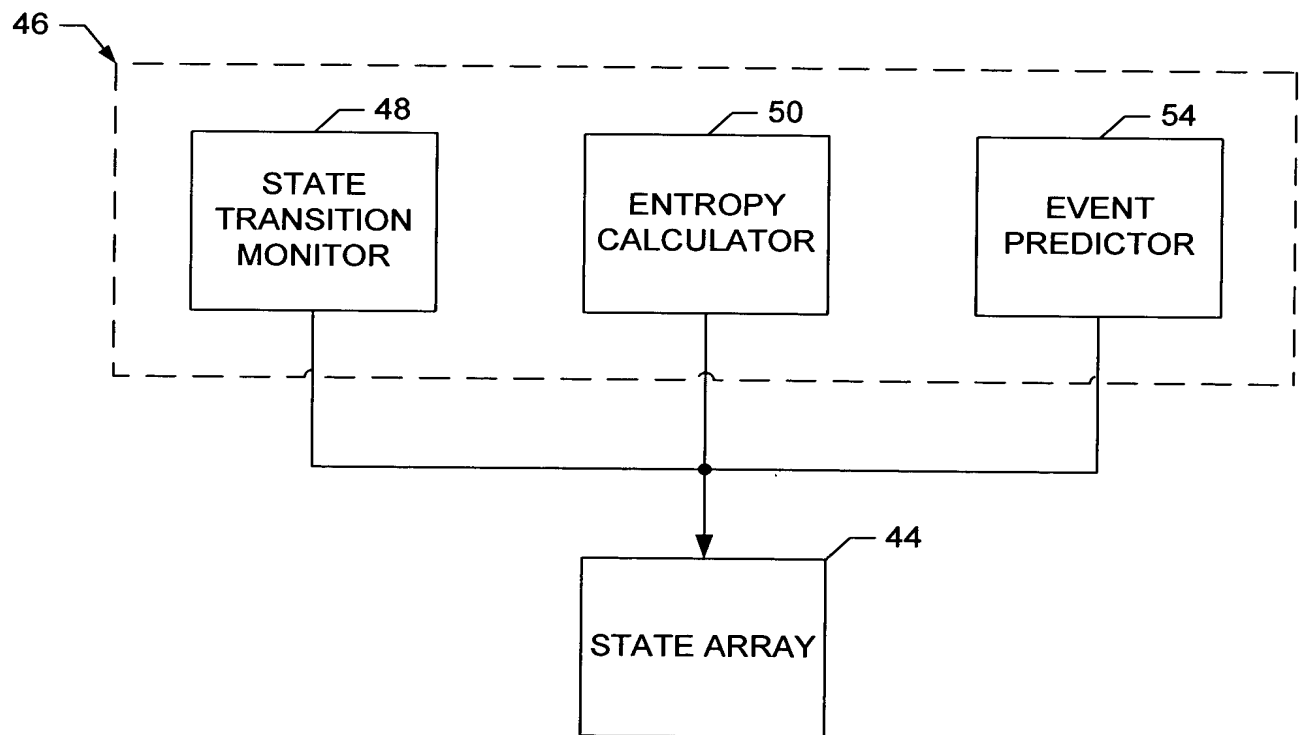 46
48
50
54
STATE
TRANSITION
MONITOR
ENTROPY
CALCULATOR
EVENT
PREDICTOR
44
STATE ARRAY